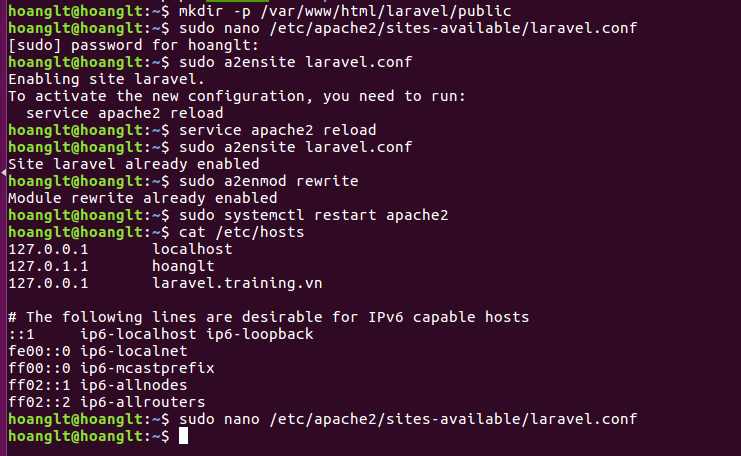 hoanglt@hoanglt:~$ mkdir -p /var/www/html/laravel/public
hoanglt@hoanglt:~$ sudo nano /etc/apache2/sites-available/laravel.conf
[sudo] password for hoanglt:
hoanglt@hoanglt:~$ sudo a2ensite laravel.conf
Enabling site laravel.
To activate the new configuration, you need to run:
  service apache2 reload
hoanglt@hoanglt:~$ service apache2 reload
hoanglt@hoanglt:~$ sudo a2ensite laravel.conf
Site laravel already enabled
hoanglt@hoanglt:~$ sudo a2enmod rewrite
Module rewrite already enabled
hoanglt@hoanglt:~$ sudo systemctl restart apache2
hoanglt@hoanglt:~$ cat /etc/hosts
127.0.0.1       localhost
127.0.1.1       hoanglt
127.0.0.1       laravel.training.vn

# The following lines are desirable for IPv6 capable hosts
::1     ip6-localhost ip6-loopback
fe00::0 ip6-localnet
ff00::0 ip6-mcastprefix
ff02::1 ip6-allnodes
ff02::2 ip6-allrouters
hoanglt@hoanglt:~$ sudo nano /etc/apache2/sites-available/laravel.conf
hoanglt@hoanglt:~$